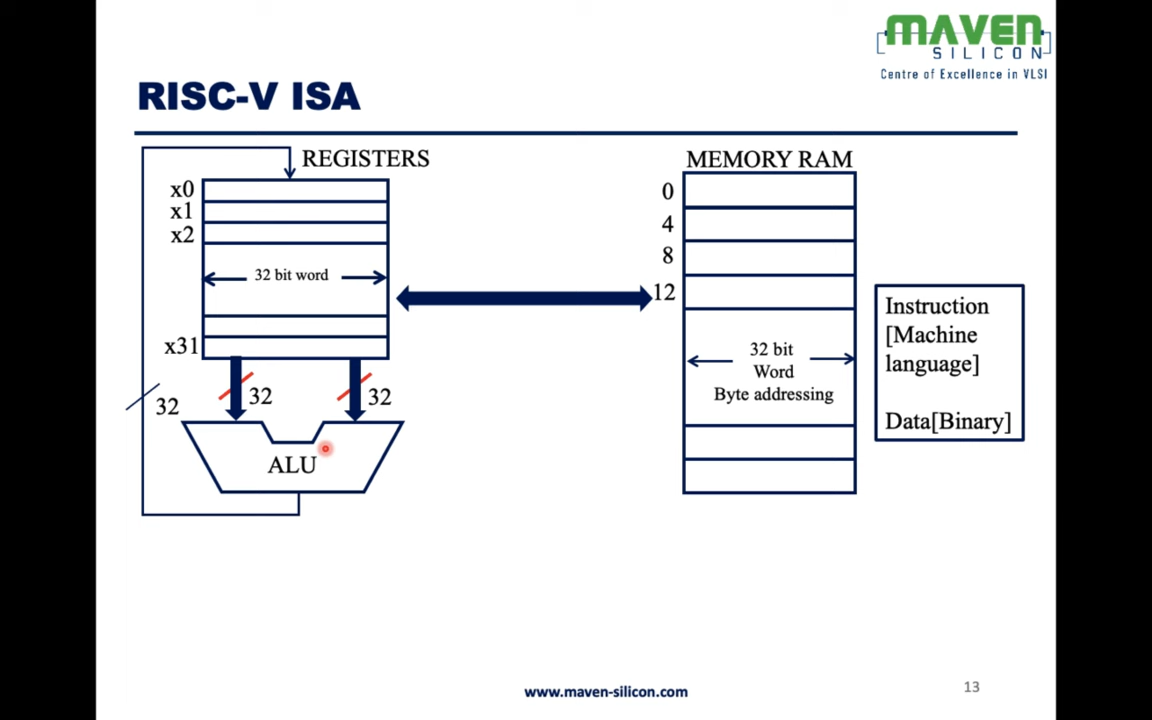 MAVEN
SILICON
Centre of Excellence in VLSI
RISC-V ISA
REGISTERS
x0
x1
x2
32 bit word
x31
32
32
32
ALU
MEMORY RAM
0
4
8
12
32 bit
Word
Byte addressing
Instruction
[Machine
language]
Data[Binary]
www.maven-silicon.com
13